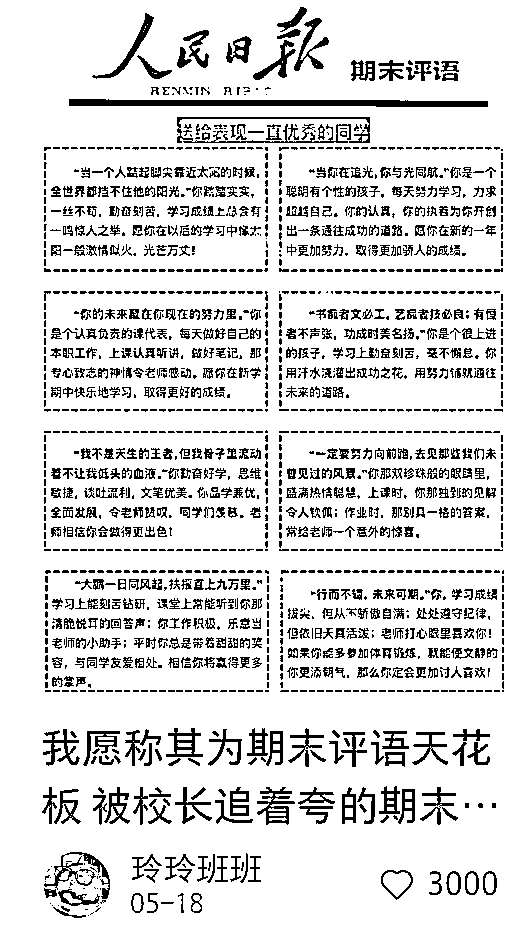 人民日报
期末评语
RENMIN RIBAO
送给表现一直优秀的同学
“当一个人踮起脚尖靠近太阳的时候,
全世界都挡不住他的阳光。”你踏踏实实,
一丝不苟,勤奋刻苦,学习成绩上总会有
一鸣惊人之举。愿你在以后的学习中像太
阳一般激情似火,光芒万丈!
“当你在追光,你与光同航。”你是一个
聪明有个性的孩子,每天努力学习,力求
超越自己。你的认真,你的执着为你开创
出一条通往成功的道路。愿你在新的一年
中更加努力,取得更加骄人的成绩。
“你的未来藏在你现在的努力里。”你
是个认真负责的课代表,每天做好自己的
本职工作,上课认真听讲,做好笔记,那
专心致志的神情令老师感动。愿你在新学
期中快乐地学习,取得更好的成绩。
“书痴者文必工,艺痴者技必良;有恒
者不声张,功成时美名扬。”你是个很上进
的孩子,学习上勤奋刻苦,毫不懈怠。你
用汗水浇灌出成功之花,用努力铺就通往
未来的道路。
“我不是天生的王者,但我骨子里流动
着不让我低头的血液。”你勤奋好学,思维
敏捷,谈吐流利,文笔优美。你品学兼优,
全面发展,令老师赞叹,同学们羡慕。老
师相信你会做得更出色!
“一定要努力向前跑,去见那些我们未
曾见过的风景。”你那双珍珠般的眼睛里,
盛满热情聪慧,上课时,你那独到的见解
令人钦佩;作业时,那别具一格的答案,
常给老师一个意外的惊喜。
“大鹏一日同风起,扶摇直上九万里。”
学习上能刻苦钻研,课堂上常能听到你那
清脆悦耳的回答声;你工作积极,乐意当
老师的小助手;平时你总是带着甜甜的笑
容,与同学友爱相处。相信你将赢得更多
的掌声。
“行而不辍,未来可期。”你,学习成绩
拔尖,但从不骄傲自满;处处遵守纪律,
但依旧天真活泼;老师打心眼里喜欢你!
如果你能多参加体育锻炼,就能使文静的
你更添朝气,那么你定会更加讨人喜欢!
我愿称其为期末评语天花
板 被校长追着夸的期末…
玲玲班班
05-18
3000